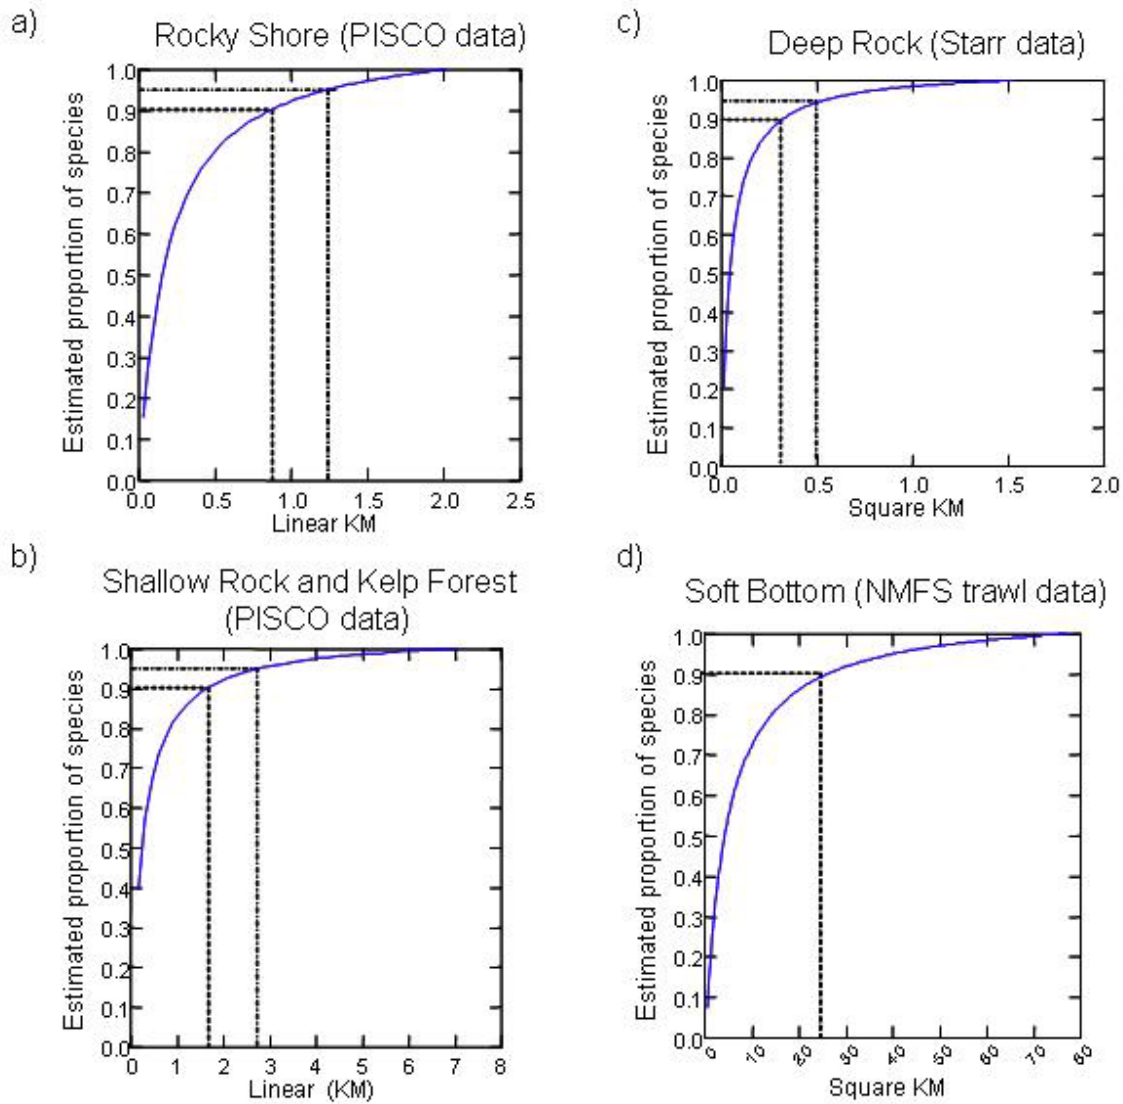 a)
Rocky Shore (PISCO data)
Estimated proportion of species
1.0
0.9
0.8
0.7
0.6
0.5
0.4
0.3
0.2
0.1
0.0
0.0 0.5 1.0 1.5 2.0 2.5
Linear KM
c)
Deep Rock (Starr data)
Estimated proportion of species
1.0
0.9
0.8
0.7
0.6
0.5
0.4
0.3
0.2
0.1
0.0
0.0 0.5 1.0 1.5 2.0
Square KM
b)
Shallow Rock and Kelp Forest
(PISCO data)
Estimated proportion of species
1.0
0.9
0.8
0.7
0.6
0.5
0.4
0.3
0.2
0.1
0.0
0 1 2 3 4 5 6 7 8
Linear (KM)
d)
Soft Bottom (NMFS trawl data)
Estimated proportion of species
1.0
0.9
0.8
0.7
0.6
0.5
0.4
0.3
0.2
0.1
0.0
0 10 20 30 40 50 60 70 80
Square KM